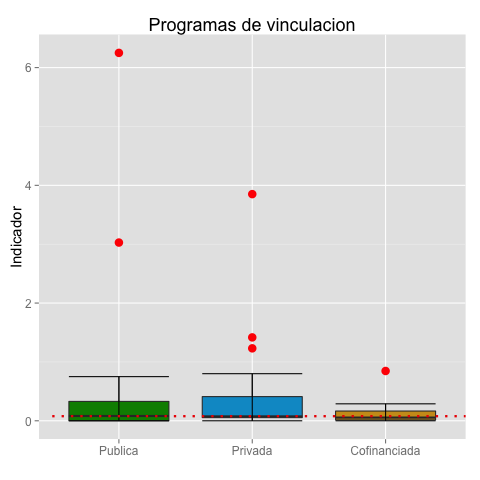 Programas de vinculacion
Indicador
6
4
2
0
Publica
Privada
Cofinanciada